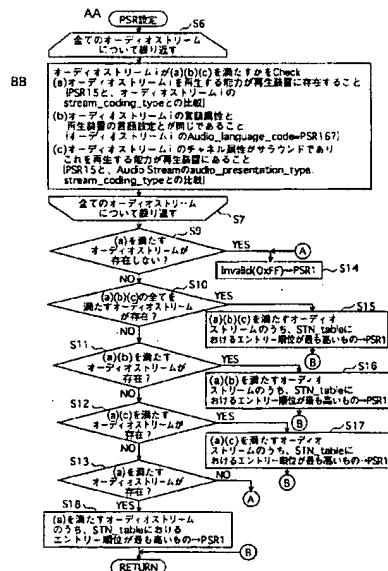 AA
PSR設定
S6
全てのオーディオストリーム
について繰り返す
BB
オーディオストリームiが(a)(b)(c)を満たすかをCheck
(a)オーディオストリームiを再生する能力が再生装置に存在すること
[PSR15と、オーディオストリームiの
stream_coding_typeとの比較]
(b)オーディオストリームiの言語属性と
再生装置の言語設定とが同じであること
[オーディオストリームiのAudio_language_code=PSR16?]
(c)オーディオストリームiのチャネル属性がサラウンドであり
これを再生する能力が再生装置にあること
[PSR15と、Audio Streamのaudio_presentation_type,
stream_coding_typeとの比較]
全てのオーディオストリーム
について繰り返す
S7
S9
(a)を満たす
オーディオストリームが
存在しない?
YES
A
Invalid(0xFF)→PSR1
S14
NO
S10
(a)(b)(c)の全てを
満たすオーディオストリーム
が存在?
YES
S15
(a)(b)(c)を満たすオーディオ
ストリームのうち、STN_tableに
おけるエントリー順位が最も高いもの→PSR1
B
NO
S11
(a)(b)を満たす
オーディオストリームが
存在?
YES
S16
(a)(b)を満たすオーディオ
ストリームのうち、STN_tableに
おけるエントリー順位が最も高いもの→PSR1
B
NO
S12
(a)(c)を満たす
オーディオストリームが
存在?
YES
S17
(a)(c)を満たすオーディオ
ストリームのうち、STN_tableに
おけるエントリー順位が最も高いもの→PSR1
B
NO
S13
(a)を満たす
オーディオストリームが
存在?
NO
A
YES
S18
(a)を満たすオーディオストリーム
のうち、STN_tableにおける
エントリー順位が最も高いもの→PSR1
B
RETURN